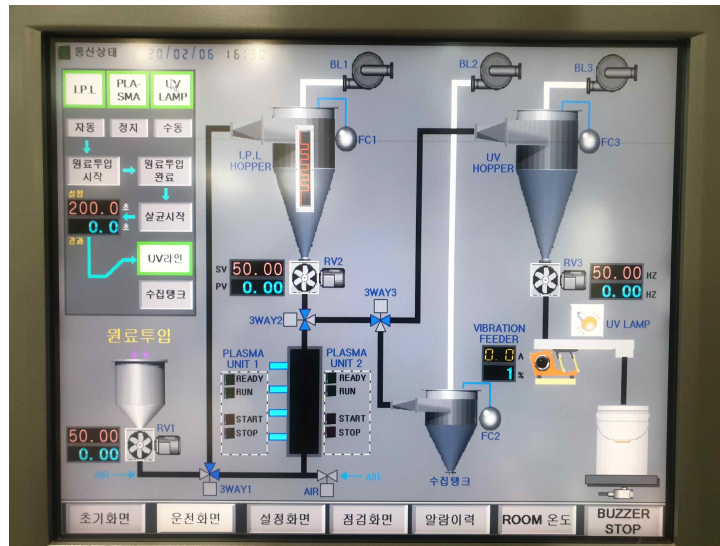 통신상태
20/02/06 16:30
I.P.L
PLA-
SMA
UV
LAMP
자동
정지
수동
원료투입
시작
원료투입
완료
설정
200.0 초
0.0 초
경과
살균시작
UV라인
수집탱크
BL1
BL2
BL3
FC1
I.P.L
HOPPER
UV
HOPPER
FC3
SV 50.00
PV 0.00
RV2
RV3
50.00 HZ
0.00 HZ
3WAY2
3WAY3
UV LAMP
VIBRATION
FEEDER
0.0 A
1 %
원료투입
PLASMA
UNIT 1
READY
RUN
START
STOP
PLASMA
UNIT 2
READY
RUN
START
STOP
50.00
0.00
RV1
FC2
AIR
3WAY1
AIR
AIR
수집탱크
초기화면
운전화면
설정화면
점검화면
알람이력
ROOM 온도
BUZZER
STOP